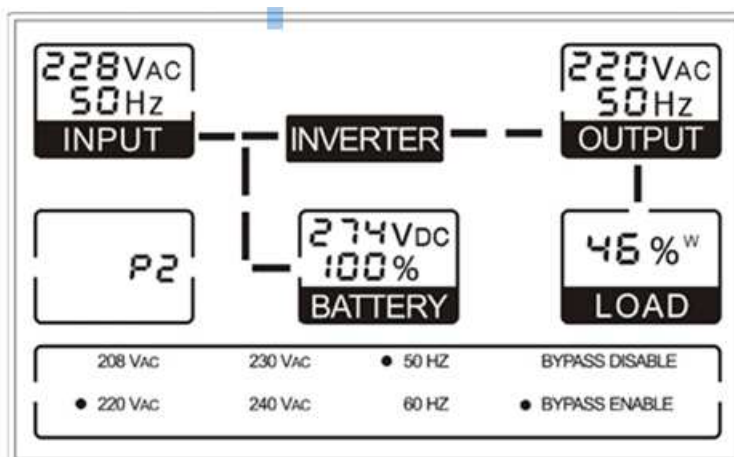 228VAC
50Hz
INPUT
INVERTER
220VAC
50Hz
OUTPUT
P2
274VDC
100%
BATTERY
46%W
LOAD
208 VAC 230 VAC ● 50 HZ BYPASS DISABLE
● 220 VAC 240 VAC 60 HZ ● BYPASS ENABLE